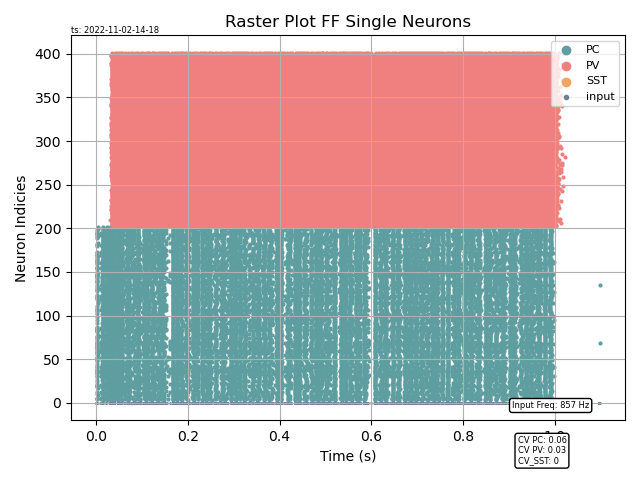 Raster Plot FF Single Neurons
ts: 2022-11-02-14-18
PC
PV
SST
input
400
350
300
250
200
150
100
50
0
Neuron Indicies
Input Freq: 857 Hz
0.0 0.2 0.4 0.6 0.8 1.0
Time (s)
CV PC: 0.06
CV PV: 0.03
CV_SST: 0